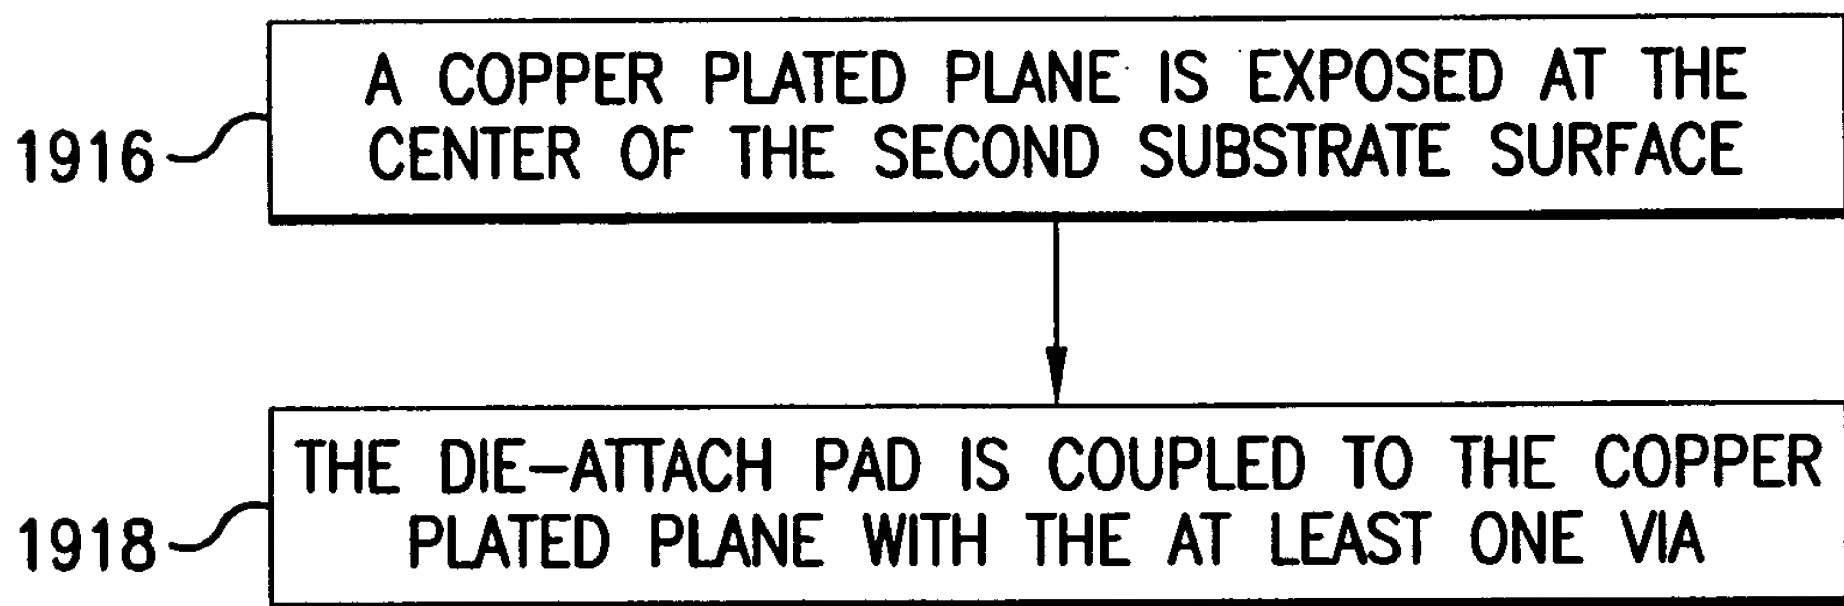 A COPPER PLATED PLANE IS EXPOSED AT THE
1916
CENTER OF THE SECOND SUBSTRATE SURFACE
THE DIE-ATTACH PAD IS COUPLED TO THE COPPER
1918
PLATED PLANE WITH THE AT LEAST ONE VIA